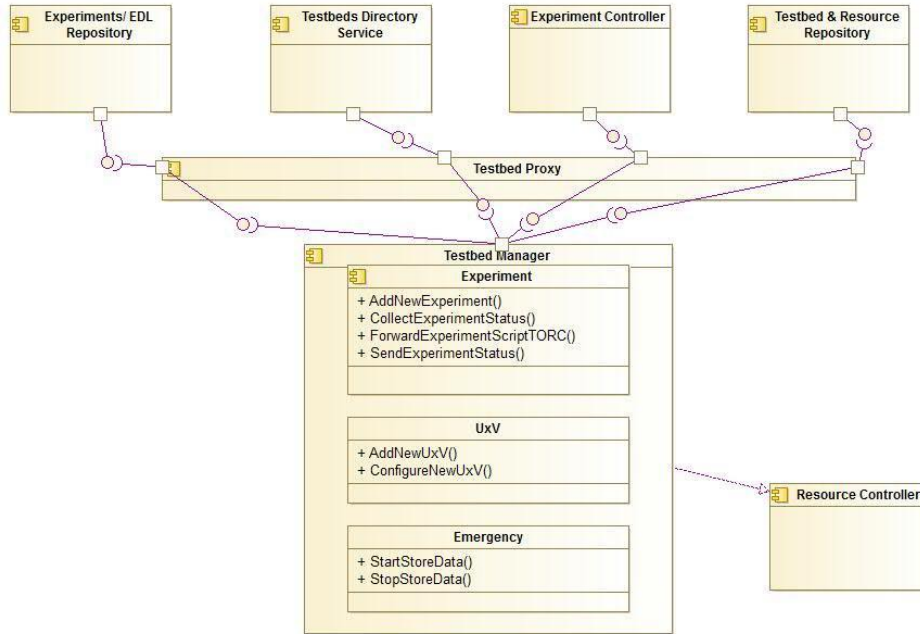 Experiments/ EDL
Repository
Testbeds Directory
Service
Experiment Controller
Testbed & Resource
Repository
Testbed Proxy
Testbed Manager
Experiment
+ AddNewExperiment()
+ CollectExperimentStatus()
+ ForwardExperimentScriptTORC()
+ SendExperimentStatus()
UxV
+ AddNewUxV()
+ ConfigureNewUxV()
Resource Controller
Emergency
+ StartStoreData()
+ StopStoreData()